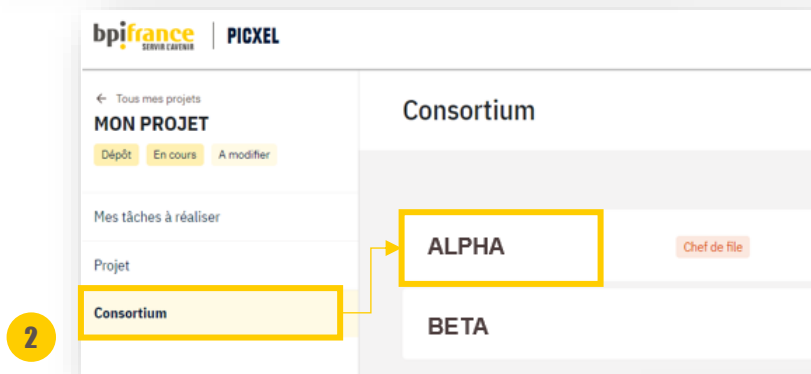 bpifrance
SERVIR L'AVENIR
PICXEL
← Tous mes projets
MON PROJET
Dépôt En cours A modifier
Mes tâches à réaliser
Projet
Consortium
2
Consortium
ALPHA
Chef de file
BETA